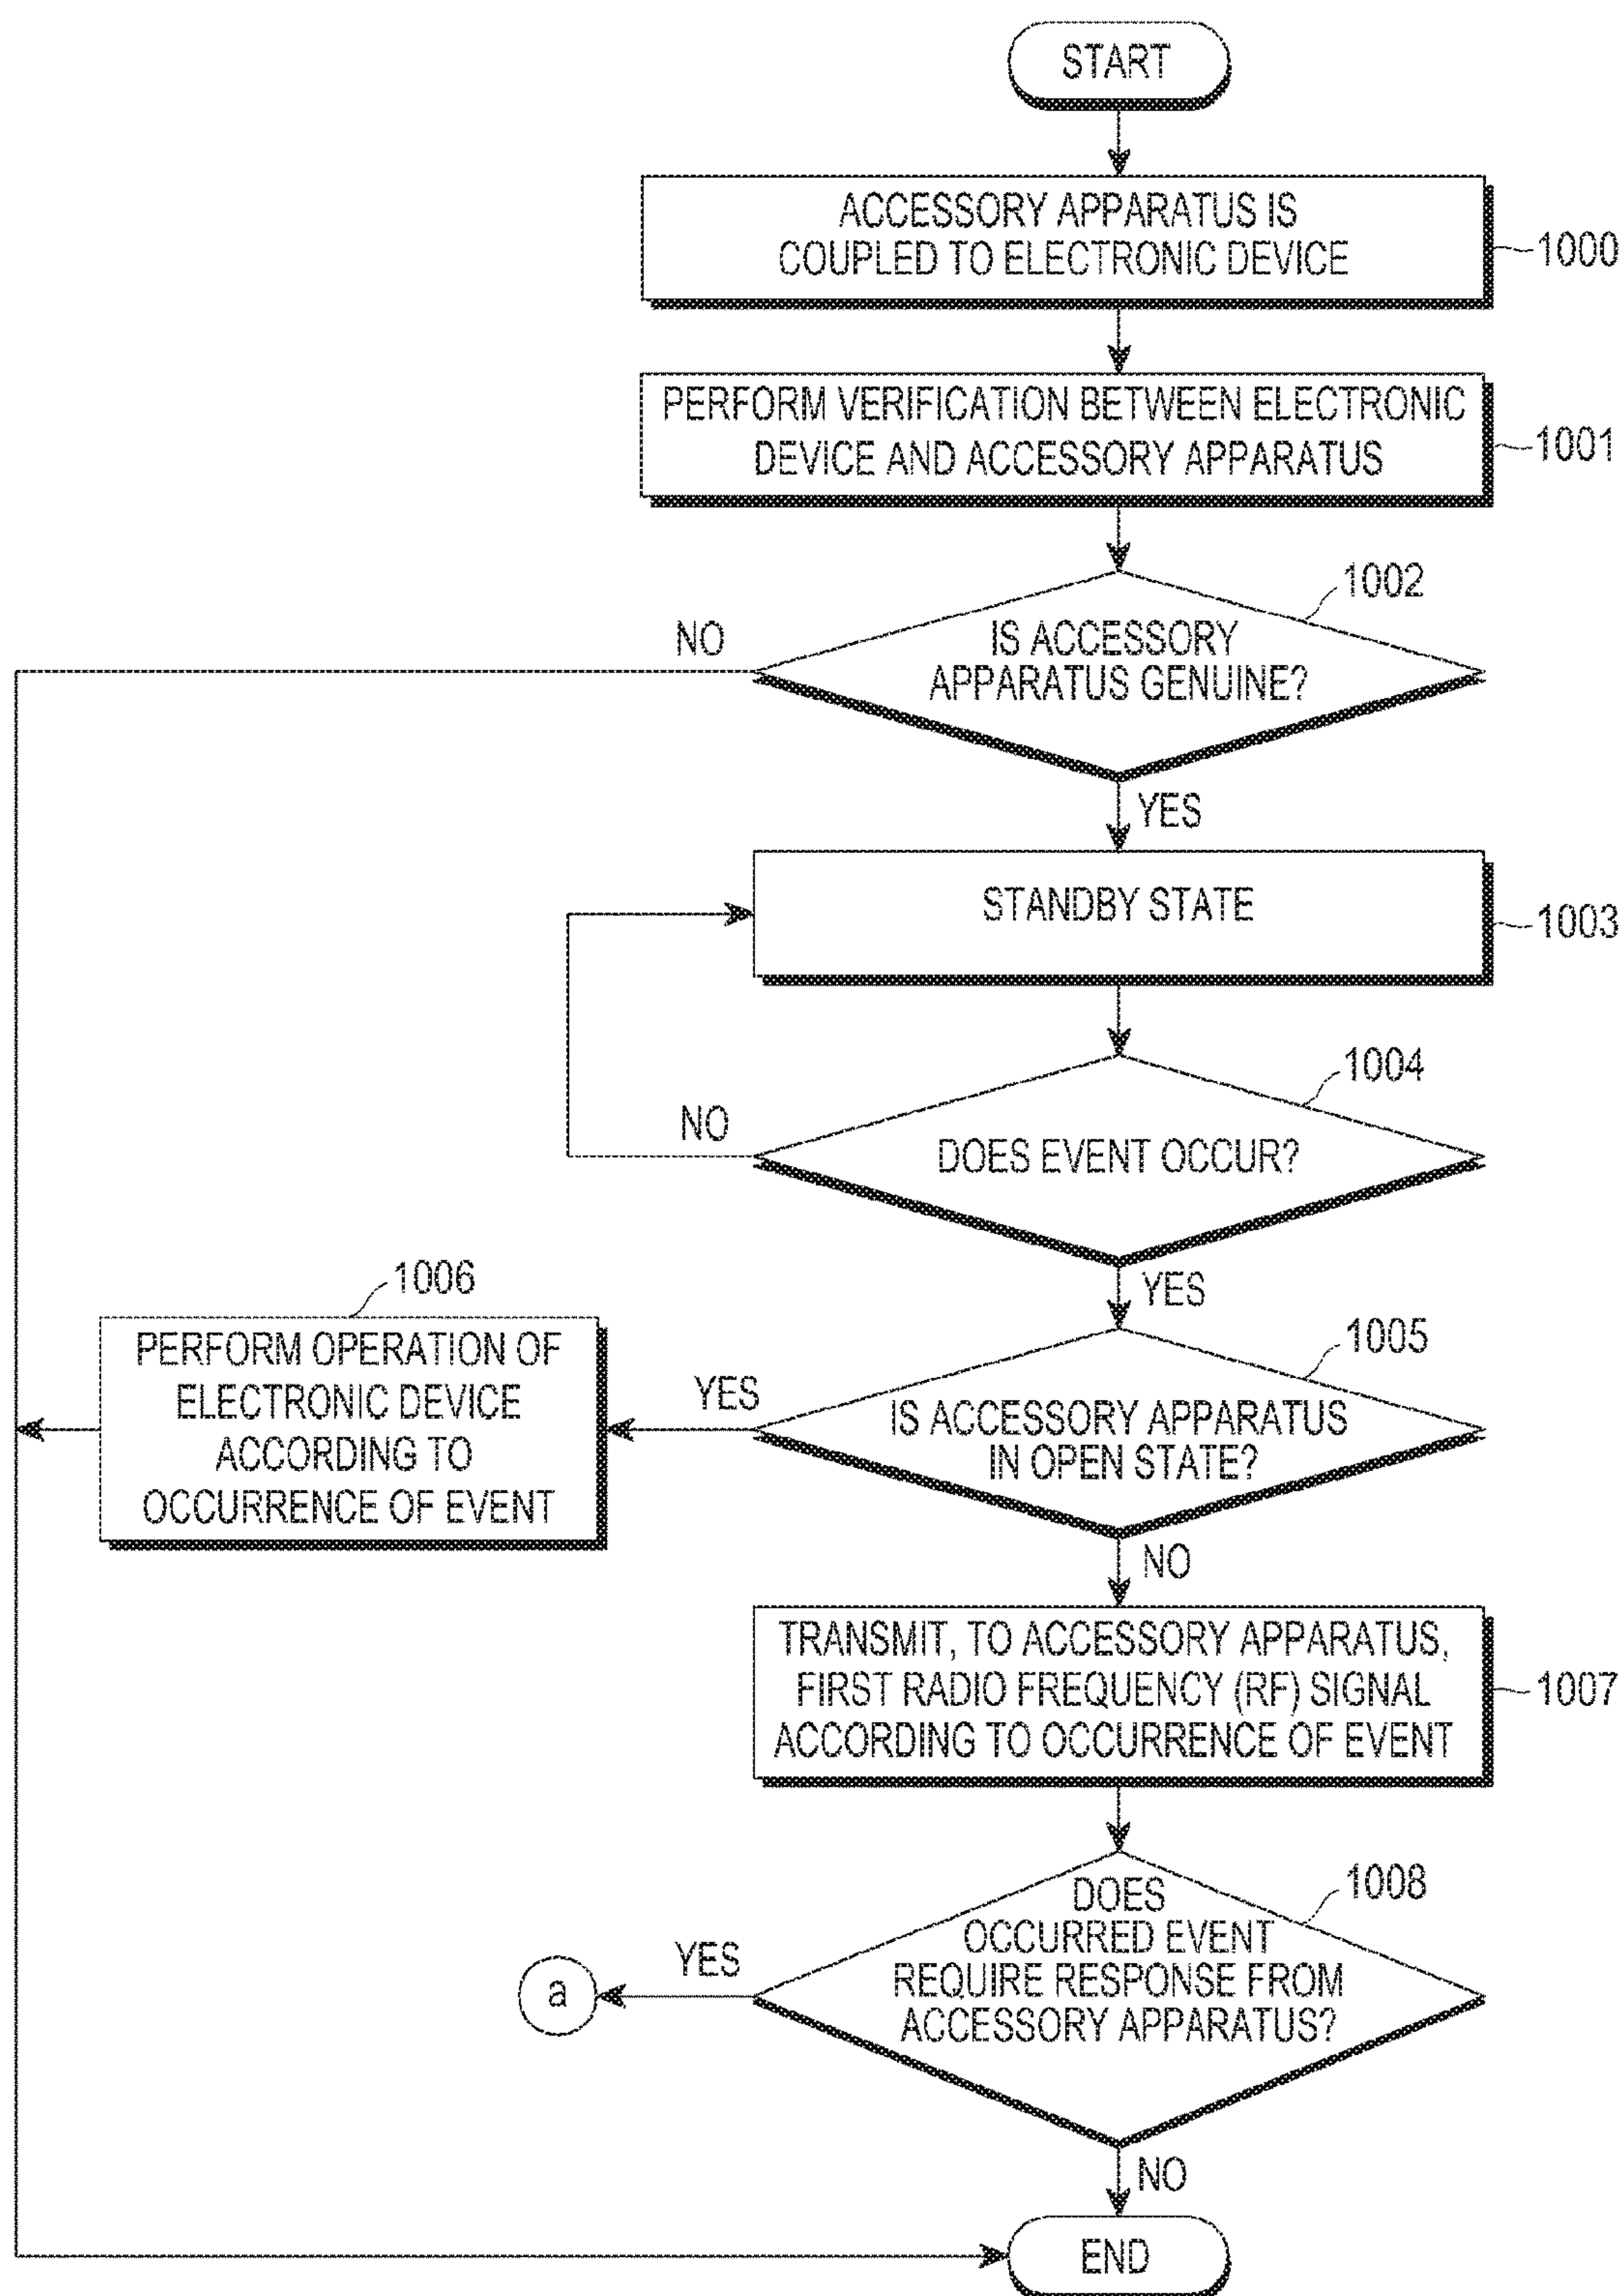 START
ACCESSORY APPARATUS IS
COUPLED TO ELECTRONIC DEVICE
1000
PERFORM VERIFICATION BETWEEN ELECTRONIC
DEVICE AND ACCESSORY APPARATUS
1001
1002
NO
IS ACCESSORY
APPARATUS GENUINE?
YES
STANDBY STATE
1003
1004
NO
DOES EVENT OCCUR?
YES
1006
PERFORM OPERATION OF
ELECTRONIC DEVICE
ACCORDING TO
OCCURRENCE OF EVENT
1005
YES
IS ACCESSORY APPARATUS
IN OPEN STATE?
NO
TRANSMIT, TO ACCESSORY APPARATUS,
FIRST RADIO FREQUENCY (RF) SIGNAL
ACCORDING TO OCCURRENCE OF EVENT
1007
1008
DOES
OCCURRED EVENT
REQUIRE RESPONSE FROM
ACCESSORY APPARATUS?
YES
a
NO
END